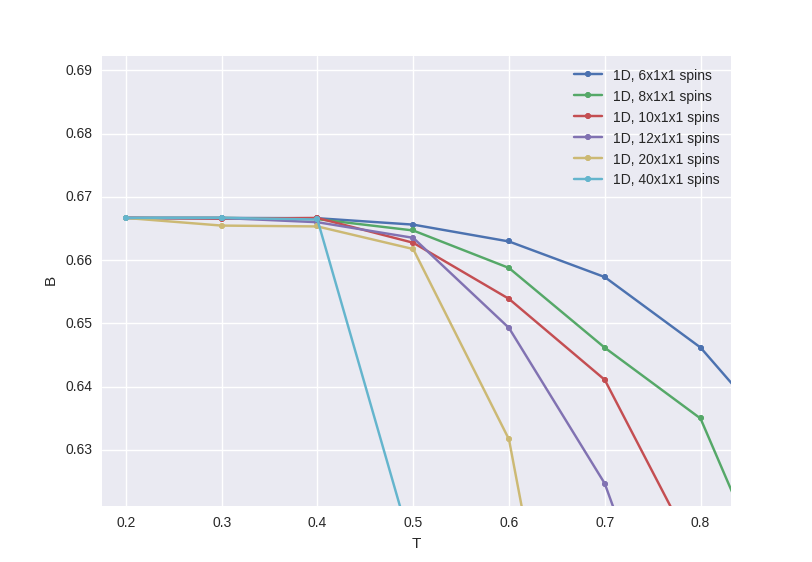 0.69
0.68
0.67
0.66
0.65
0.64
0.63
B
1D, 6x1x1 spins
1D, 8x1x1 spins
1D, 10x1x1 spins
1D, 12x1x1 spins
1D, 20x1x1 spins
1D, 40x1x1 spins
0.2 0.3 0.4 0.5 0.6 0.7 0.8
T